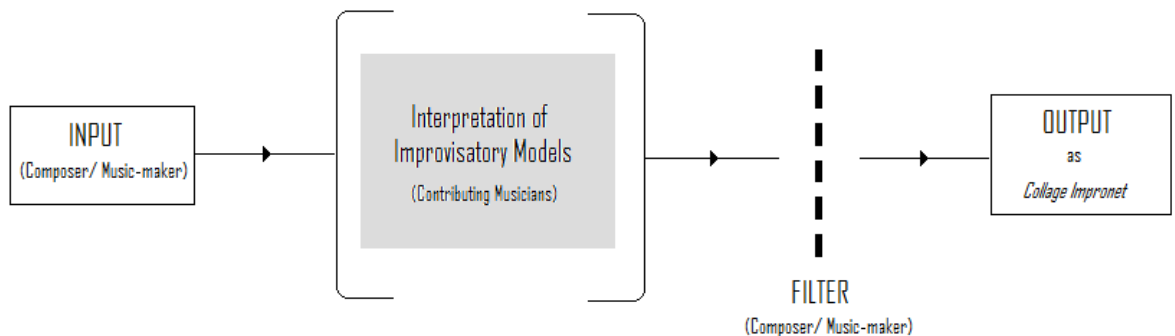 INPUT
(Composer/ Music-maker)
Interpretation of
Improvisatory Models
(Contributing Musicians)
FILTER
(Composer/ Music-maker)
OUTPUT
as
Collage Impronet